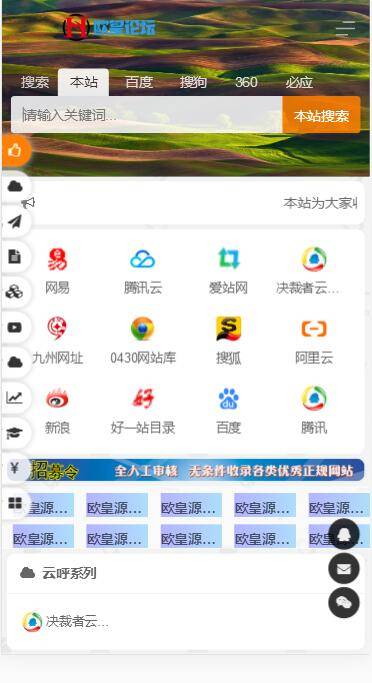 欧皇论坛
搜索 本站 百度 搜狗 360 必应
请输入关键词... 本站搜索
本站为大家收
网易 腾讯云 爱站网 决裁者云...
九州网址 0430网站库 搜狐 阿里云
新浪 好一站目录 百度 腾讯
招募令 全人工审核 无条件收录各类优秀正规网站
欧皇源... 欧皇源... 欧皇源... 欧皇源... 欧皇源...
欧皇源... 欧皇源... 欧皇源... 欧皇源... 欧皇源...
云呼系列
决裁者云...